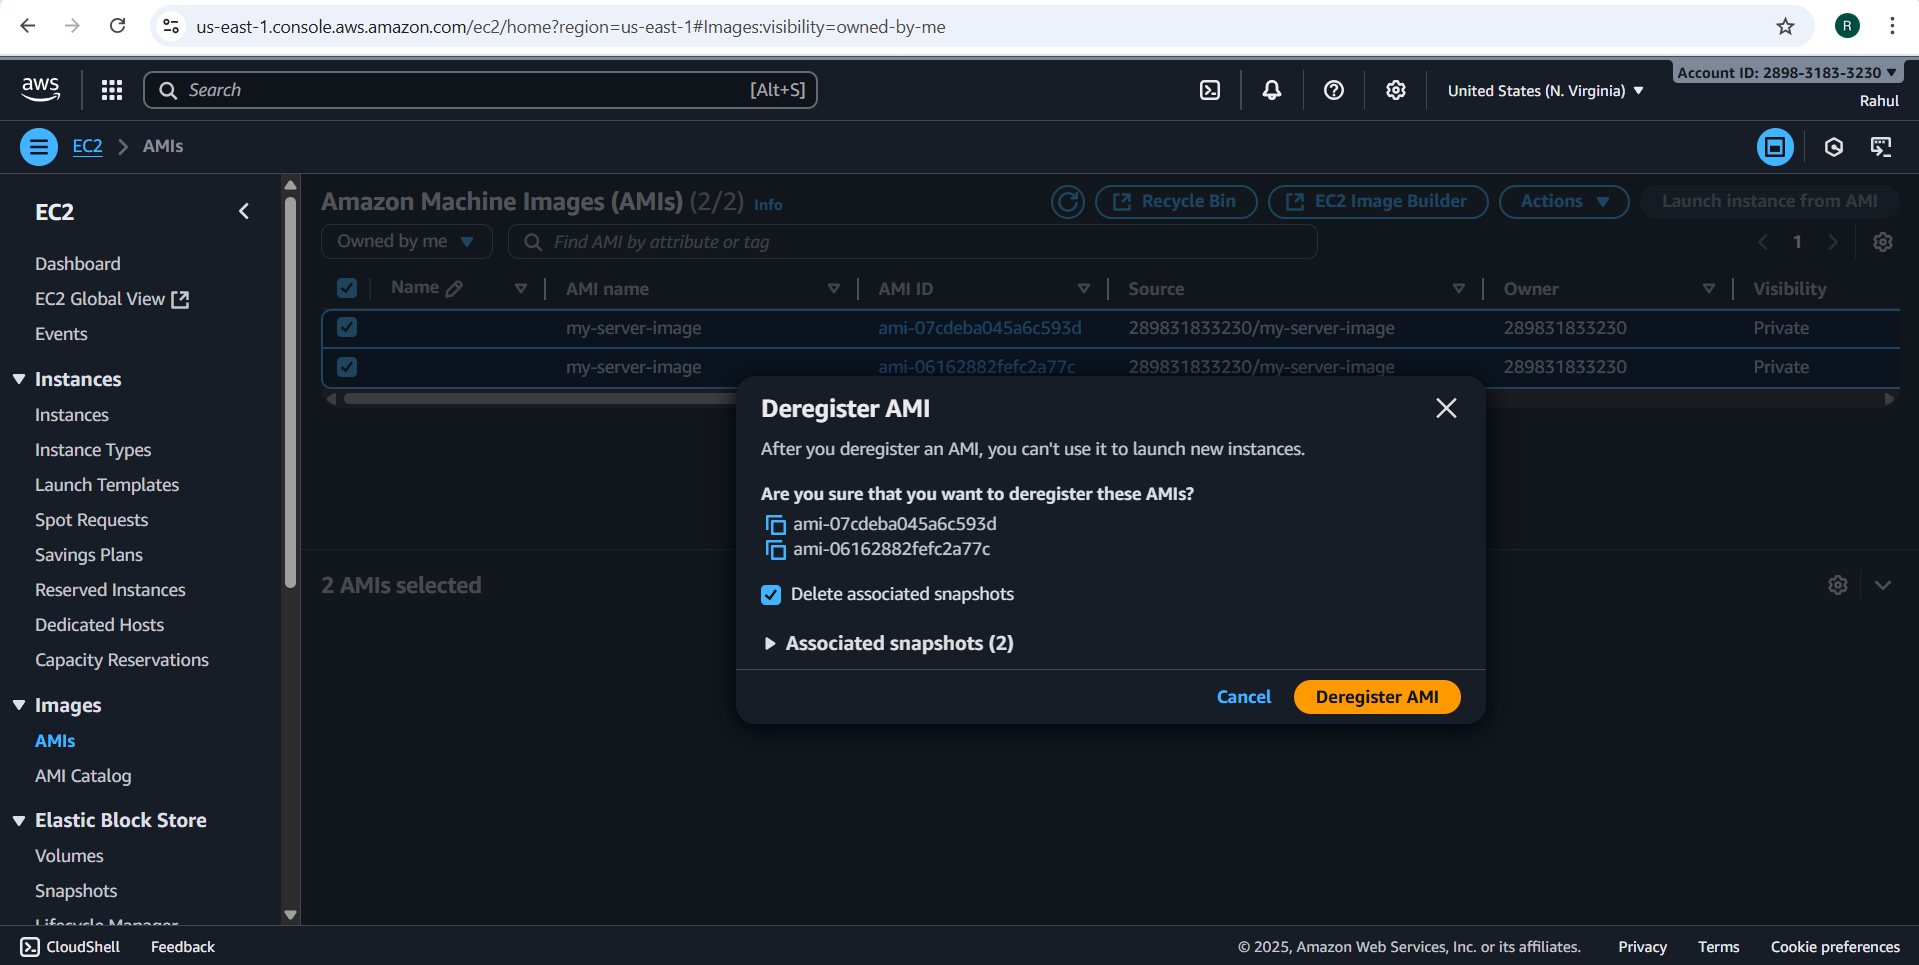 us-east-1.console.aws.amazon.com/ec2/home?region=us-east-1#Images:visibility=owned-by-me
R
aws
Search
[Alt+S]
United States (N. Virginia)
Account ID: 2898-3183-3230
Rahul
EC2
AMIs
EC2
Dashboard
EC2 Global View
Events
Instances
Instances
Instance Types
Launch Templates
Spot Requests
Savings Plans
Reserved Instances
Dedicated Hosts
Capacity Reservations
Images
AMIs
AMI Catalog
Elastic Block Store
Volumes
Snapshots
Lifecycle Manager
Amazon Machine Images (AMIs) (2/2) Info
Recycle Bin
EC2 Image Builder
Actions
Launch instance from AMI
Owned by me
Find AMI by attribute or tag
1
Name AMI name AMI ID Source Owner Visibility
my-server-image ami-07cdeba045a6c593d 289831833230/my-server-image 289831833230 Private
my-server-image ami-06162882fefc2a77c 289831833230/my-server-image 289831833230 Private
2 AMIs selected
Deregister AMI
After you deregister an AMI, you can't use it to launch new instances.
Are you sure that you want to deregister these AMIs?
ami-07cdeba045a6c593d
ami-06162882fefc2a77c
Delete associated snapshots
Associated snapshots (2)
Cancel
Deregister AMI
CloudShell
Feedback
© 2025, Amazon Web Services, Inc. or its affiliates.
Privacy
Terms
Cookie preferences